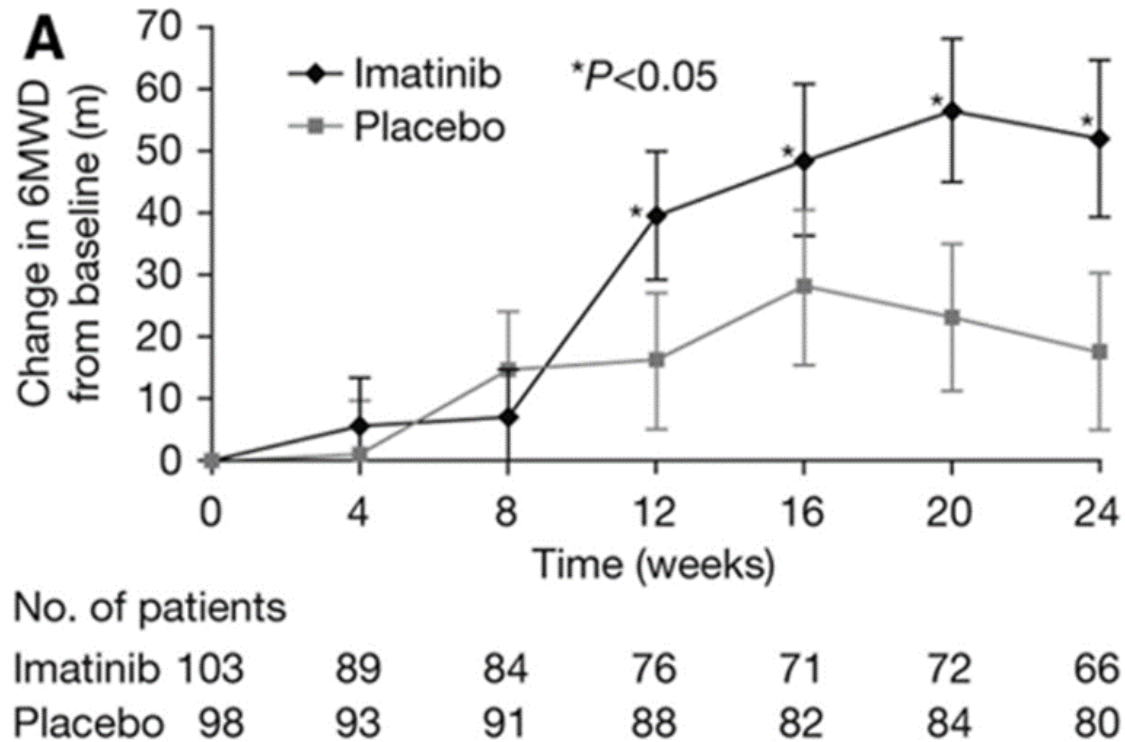 A
70
60
50
40
30
20
10
0
Change in 6MWD
from baseline (m)
Imatinib
Placebo
*P<0.05
*
*
*
*
0 4 8 12 16 20 24
Time (weeks)
No. of patients
Imatinib 103 89 84 76 71 72 66
Placebo 98 93 91 88 82 84 80